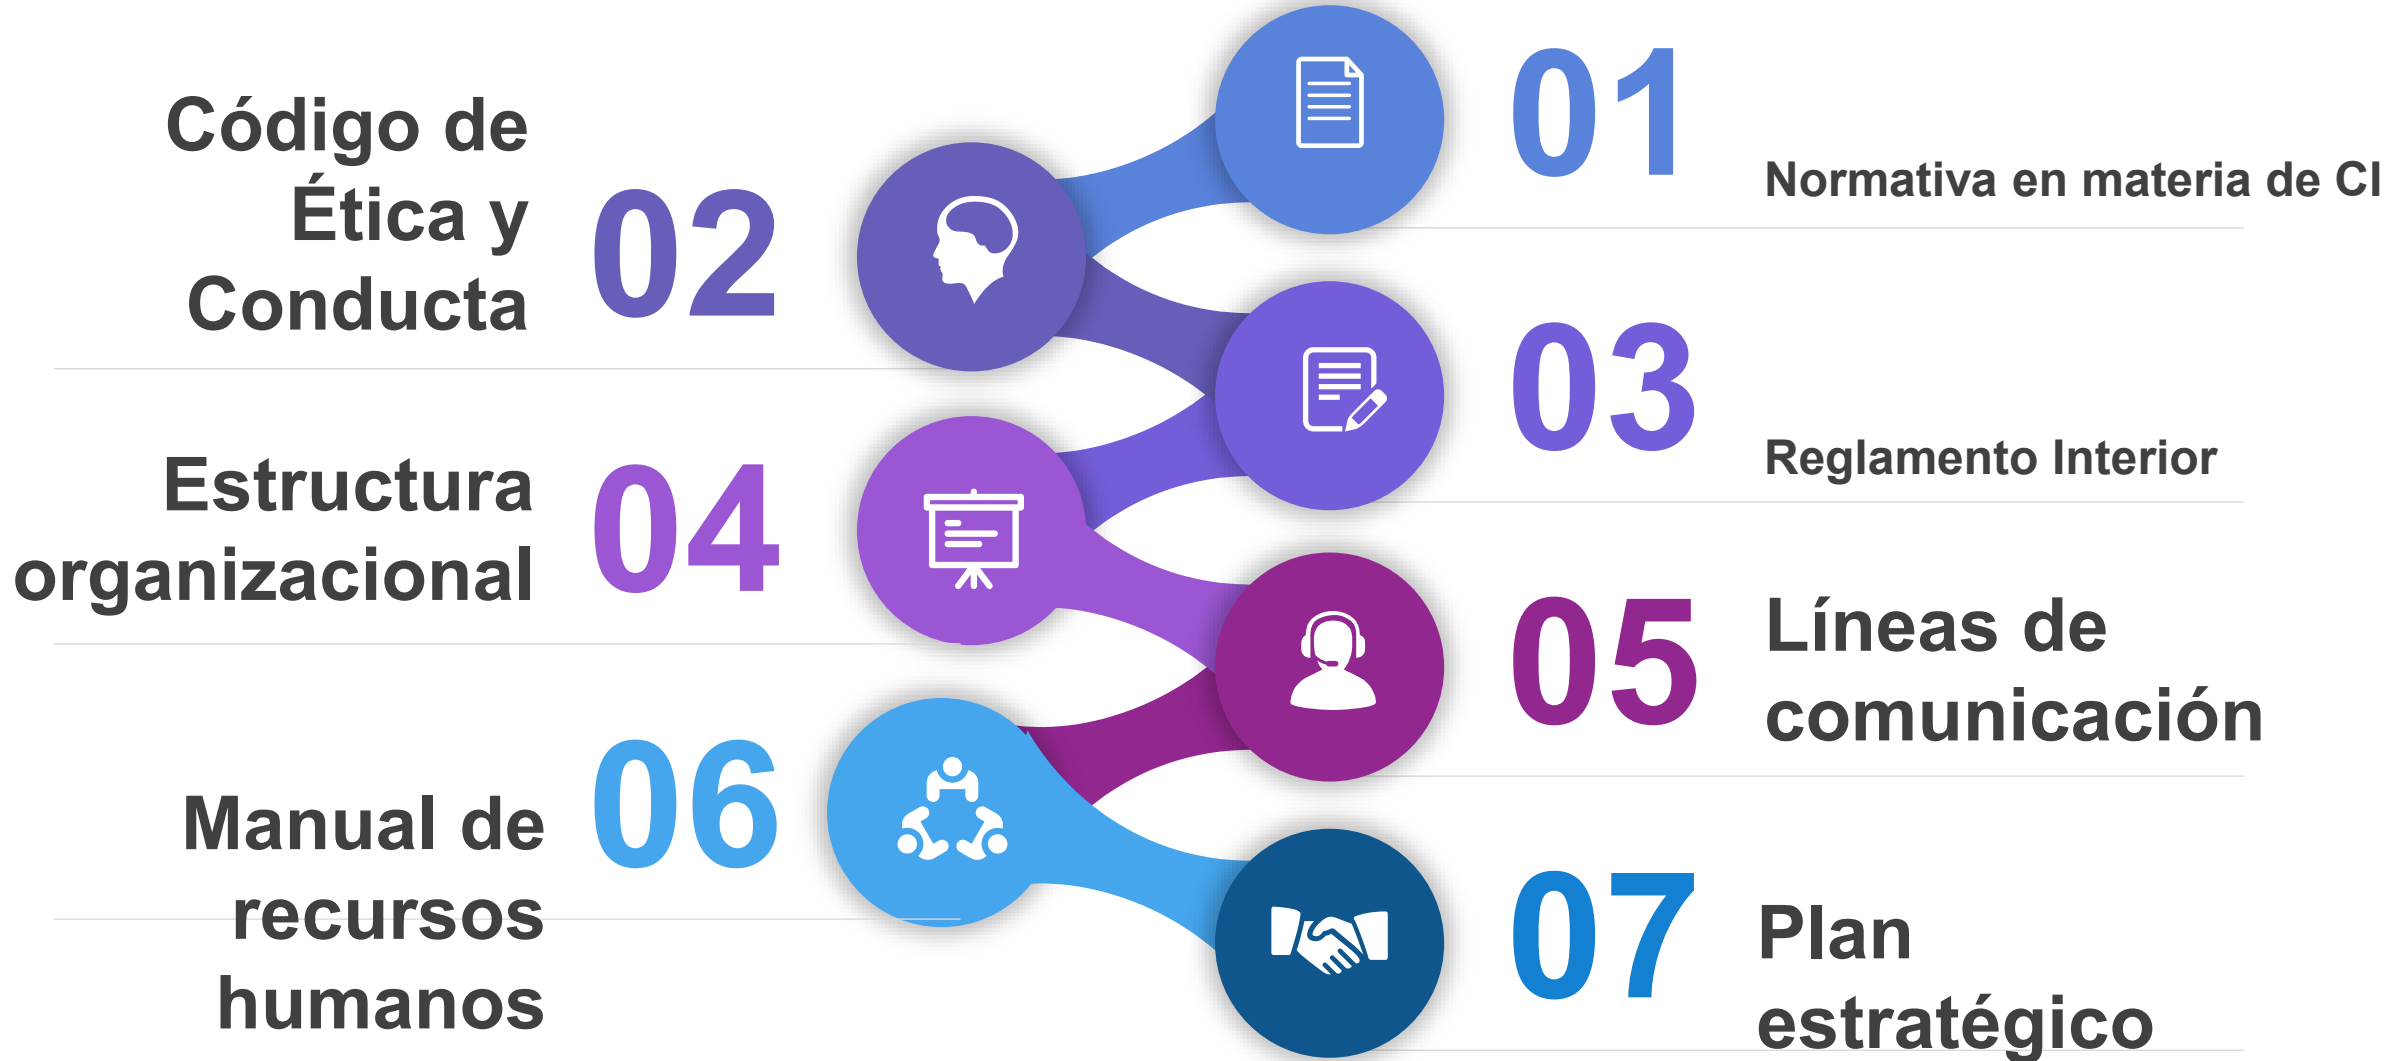 01
Normativa en materia de CI
Código de
Ética y
Conducta
02
03
Reglamento Interior
Estructura
organizacional
04
05
Líneas de
comunicación
Manual de
recursos
humanos
06
07
Plan
estratégico